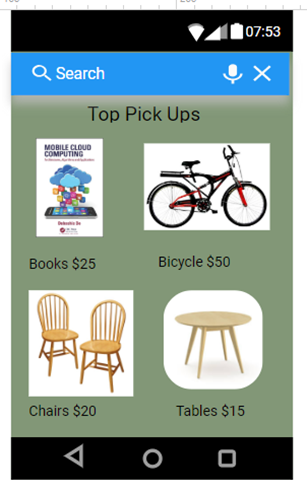 07:53
Search
Top Pick Ups
MOBILE CLOUD
COMPUTING
Books $25
Bicycle $50
Chairs $20
Tables $15